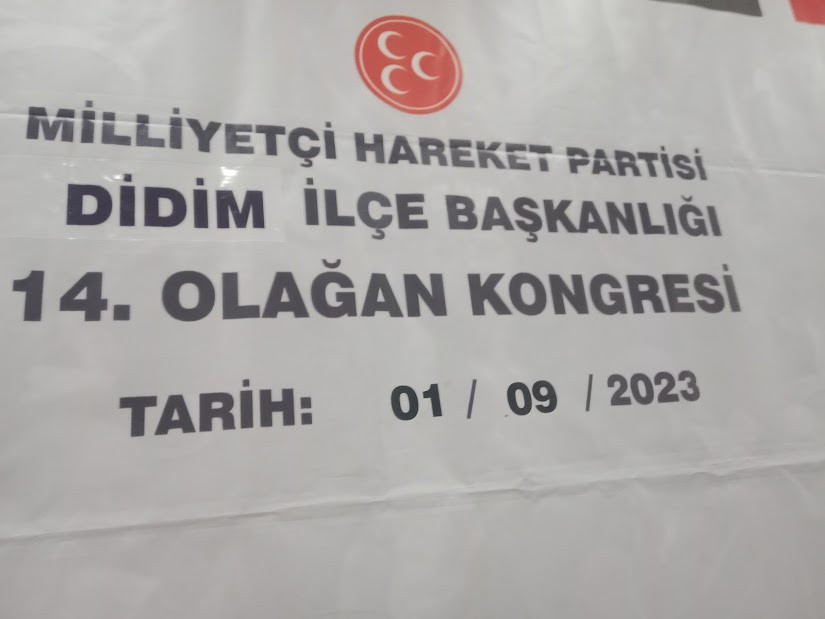 MİLLİYETÇİ HAREKET PARTİSİ
DİDİM İLÇE BAŞKANLIĞI
14. OLAĞAN KONGRESİ
TARİH: 01 / 09 / 2023